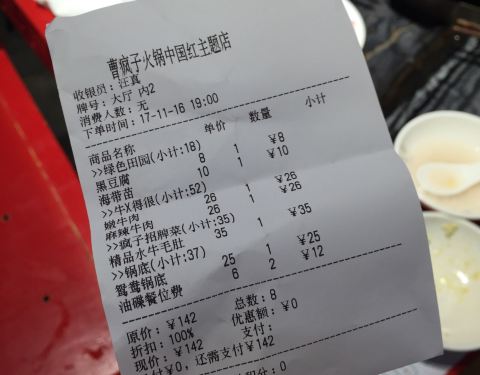 曹疯子火锅中国红主题店
收银员：汪真
牌号：大厅 内2
消费人数：无
下单时间：17-11-16 19:00
商品名称 单价 数量 小计
>>绿色田园(小计:18)
黑豆腐 8 1 ￥8
海带苗 10 1 ￥10
>>牛X得很(小计:52)
嫩牛肉 26 1 ￥26
麻辣牛肉 26 1 ￥26
>>疯子招牌菜(小计:35)
精品水牛毛肚 35 1 ￥35
>>锅底(小计:37)
鸳鸯锅底 25 1 ￥25
油碟餐位费 6 2 ￥12
原价：￥142 总数：8
折扣：100% 优惠额：￥0
现价：￥142 支付：
￥0，还需支付￥142
：0